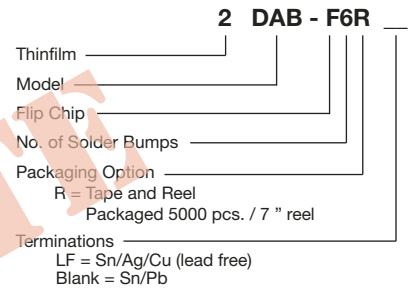 2 DAB - F6R __
Thinfilm
Model
Flip Chip
No. of Solder Bumps
Packaging Option
R = Tape and Reel
Packaged 5000 pcs. / 7 " reel
Terminations
LF = Sn/Ag/Cu (lead free)
Blank = Sn/Pb
TE